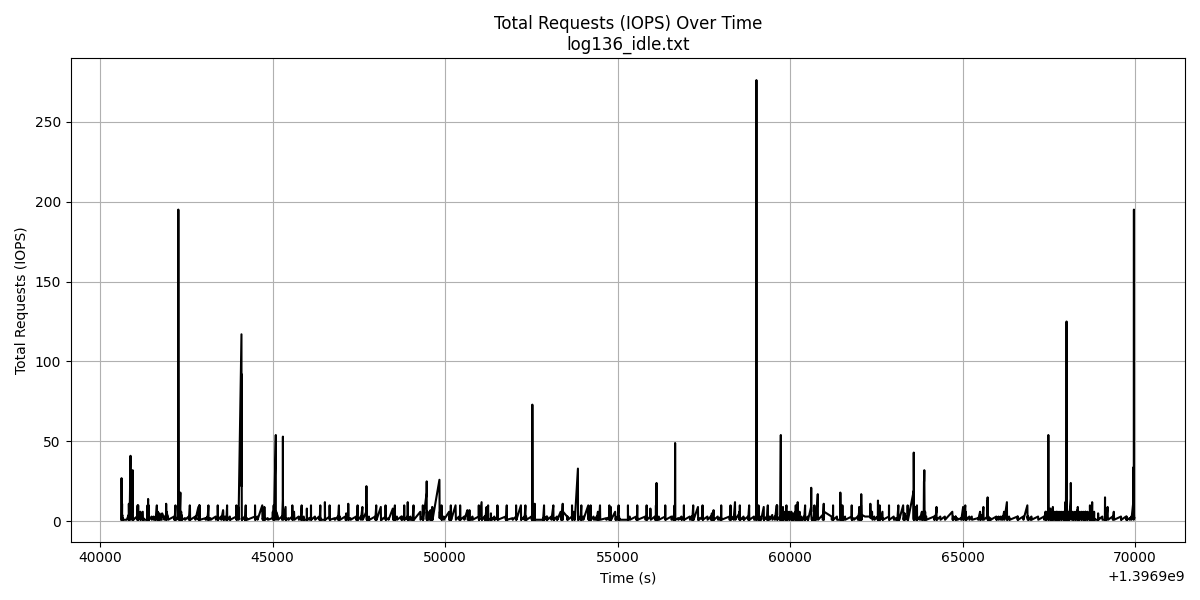 Total Requests (IOPS) Over Time
log136_idle.txt
Total Requests (IOPS)
250
200
150
100
50
0
40000 45000 50000 55000 60000 65000 70000
+1.3969e9
Time (s)